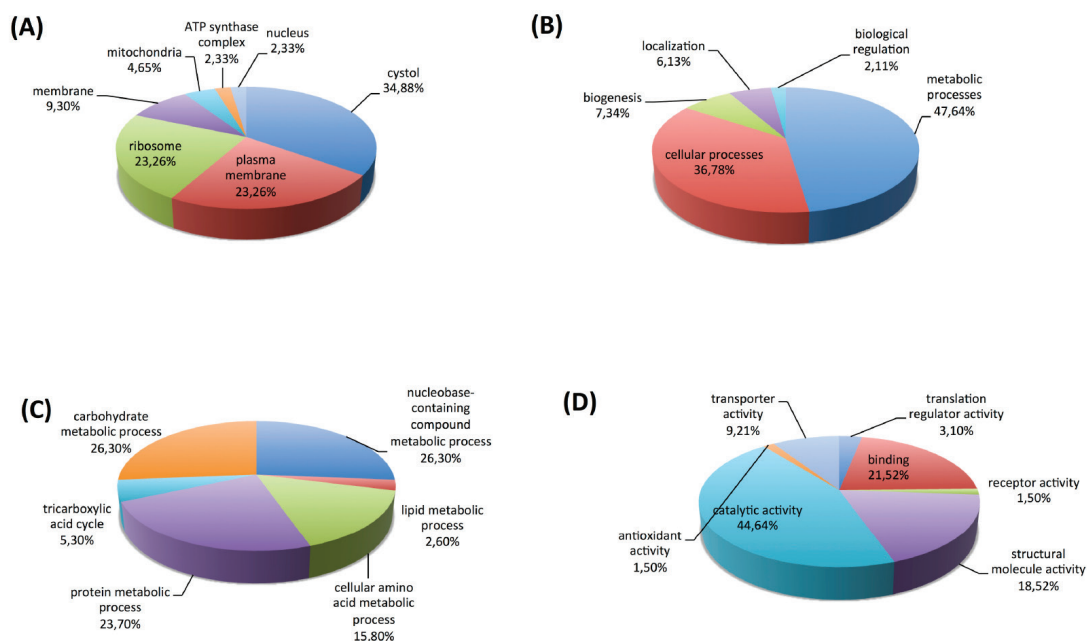 (A)
ATP synthase
complex
2,33%
nucleus
2,33%
mitochondria
4,65%
cystol
34,88%
membrane
9,30%
ribosome
23,26%
plasma
membrane
23,26%
(B)
localization
6,13%
biological
regulation
2,11%
metabolic
processes
47,64%
biogenesis
7,34%
cellular processes
36,78%
(C)
carbohydrate
metabolic process
26,30%
nucleobase-
containing
compound
metabolic process
26,30%
tricarboxylic
acid cycle
5,30%
lipid metabolic
process
2,60%
protein metabolic
process
23,70%
cellular amino
acid metabolic
process
15.80%
(D)
transporter
activity
9,21%
translation
regulator activity
3,10%
binding
21,52%
receptor activity
1,50%
catalytic activity
44,64%
antioxidant
activity
1,50%
structural
molecule activity
18,52%